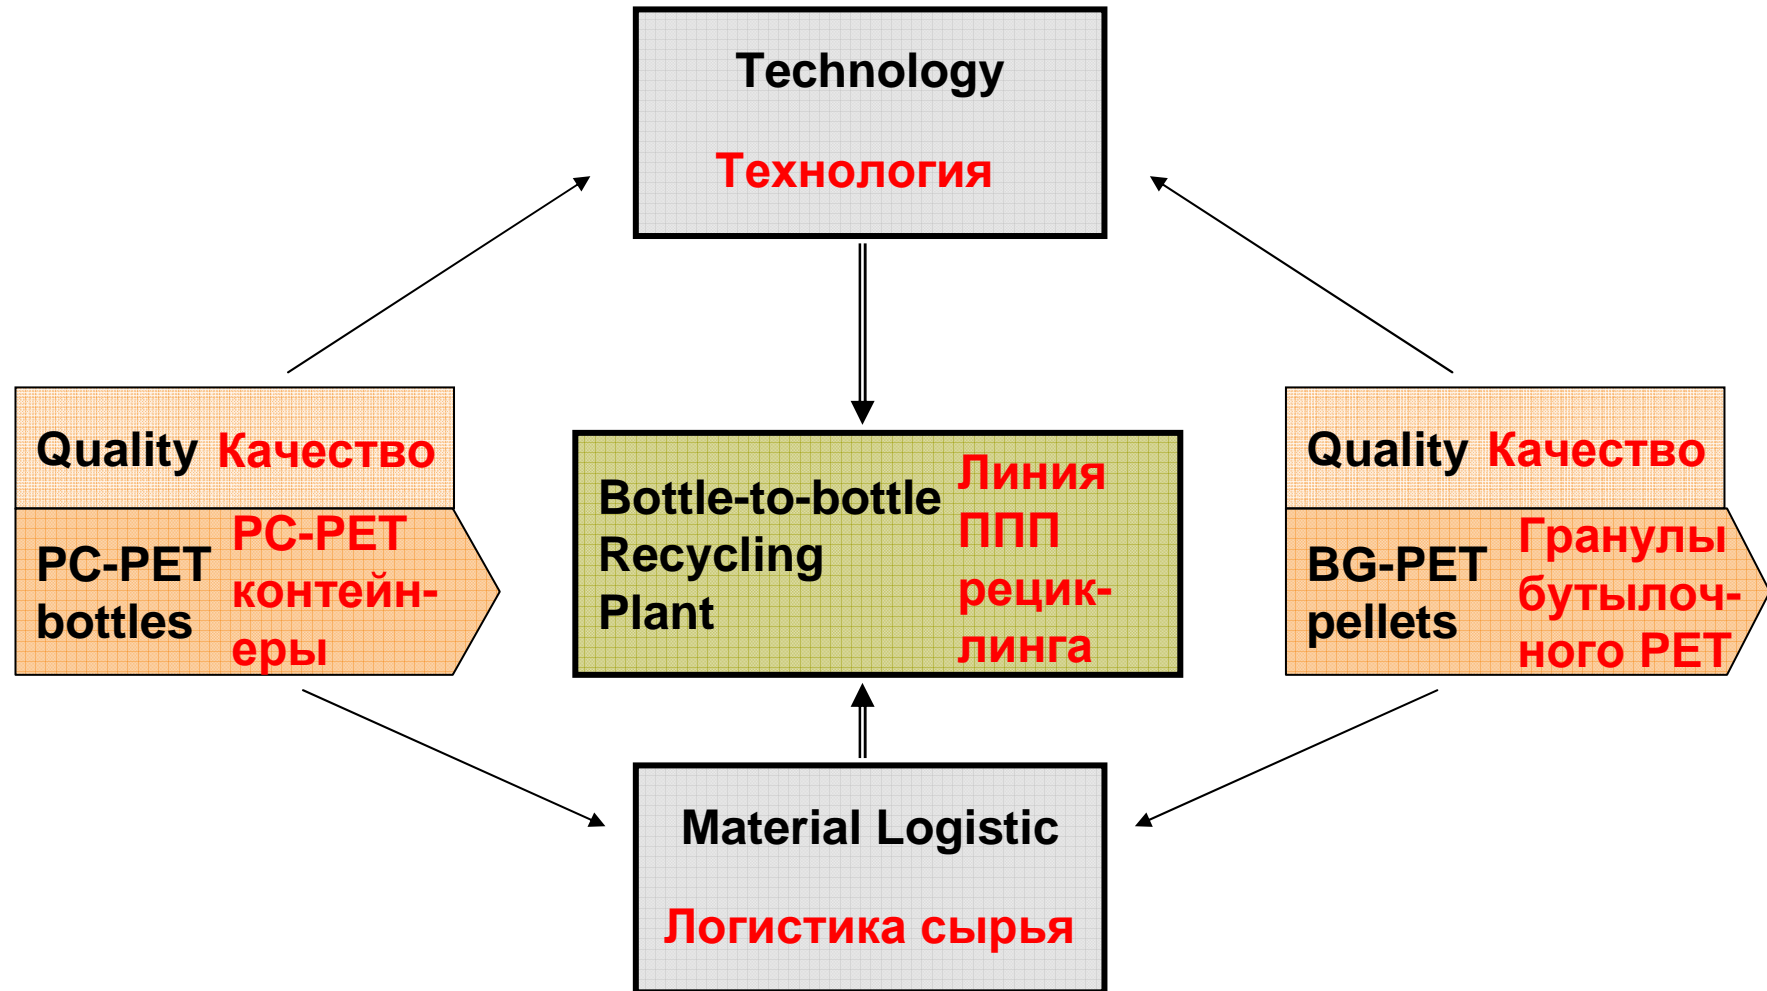 Technology
Технология
Quality Качество
PC-PET
bottles
PC-PET
контейн-
еры
Bottle-to-bottle
Recycling
Plant
Линия
ППП
рецик-
линга
Quality Качество
BG-PET
pellets
Гранулы
бутылоч-
ного PET
Material Logistic
Логистика сырья